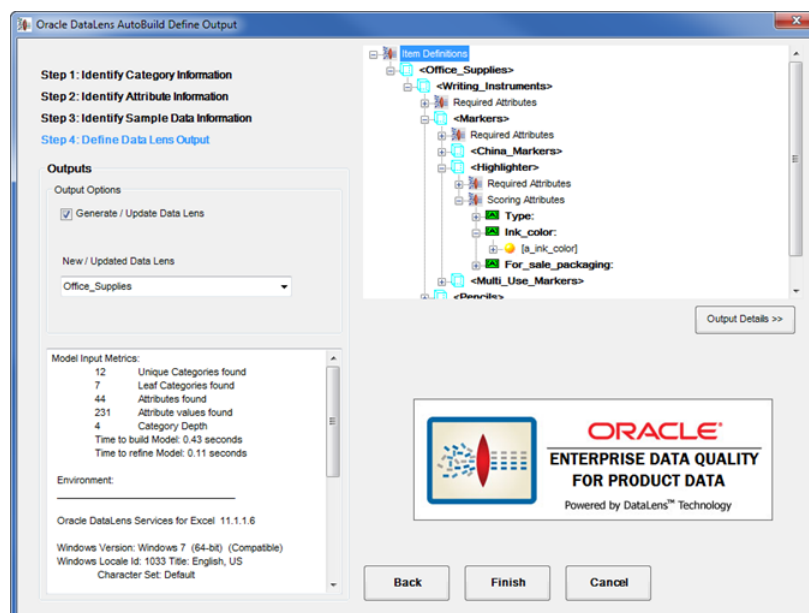 Oracle DataLens AutoBuild Define Output
Step 1: Identify Category Information
Step 2: Identify Attribute Information
Step 3: Identify Sample Data Information
Step 4: Define Data Lens Output
Outputs
Output Options
Generate / Update Data Lens
New / Updated Data Lens
Office_Supplies
Model Input Metrics:
12 Unique Categories found
7 Leaf Categories found
44 Attributes found
231 Attribute values found
4 Category Depth
Time to build Model: 0.43 seconds
Time to refine Model: 0.11 seconds
Environment:
Oracle DataLens Services for Excel 11.1.1.6
Windows Version: Windows 7 (64-bit) (Compatible)
Windows Locale Id: 1033 Title: English, US
Character Set: Default
Item Definitions
<Office_Supplies>
<Writing_Instruments>
Required Attributes
<Markers>
Required Attributes
<China_Markers>
<Highlighter>
Required Attributes
Scoring Attributes
Type:
Ink_color:
[a_ink_color]
For_sale_packaging:
<Multi_Use_Markers>
<Pencils>
Output Details >>
ORACLE®
ENTERPRISE DATA QUALITY
FOR PRODUCT DATA
Powered by DataLens™ Technology
Back
Finish
Cancel